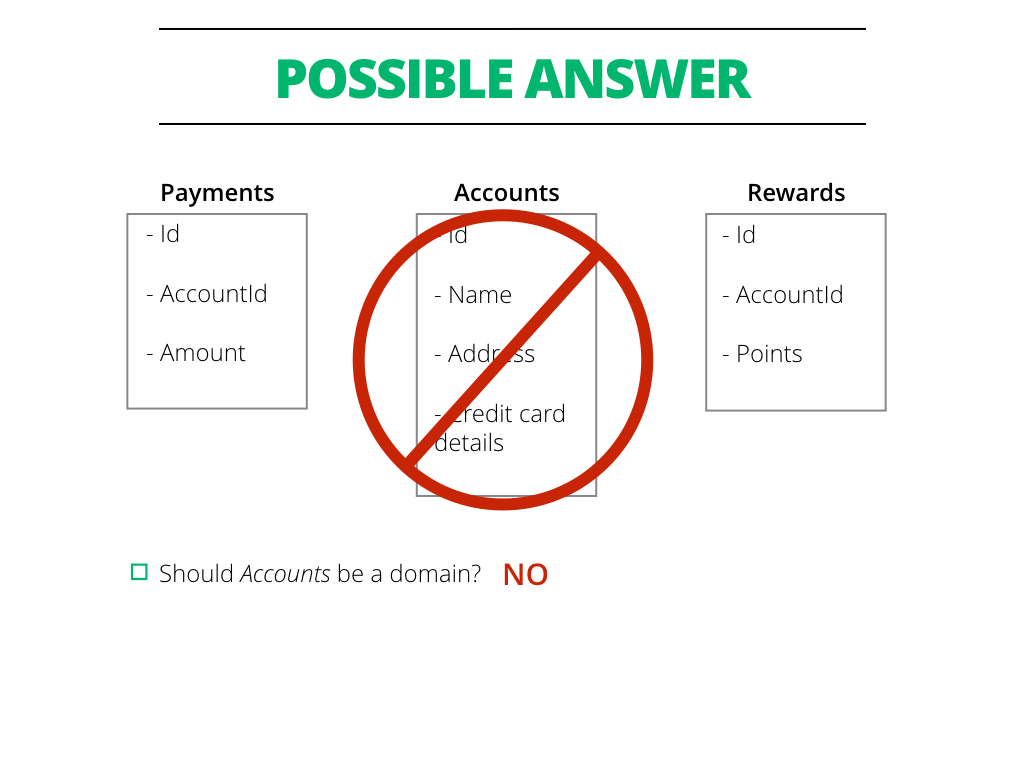 POSSIBLE ANSWER
Payments
- Id
- AccountId
- Amount
Accounts
- Id
- Name
- Address
- Credit card
details
Rewards
- Id
- AccountId
- Points
Should Accounts be a domain? NO